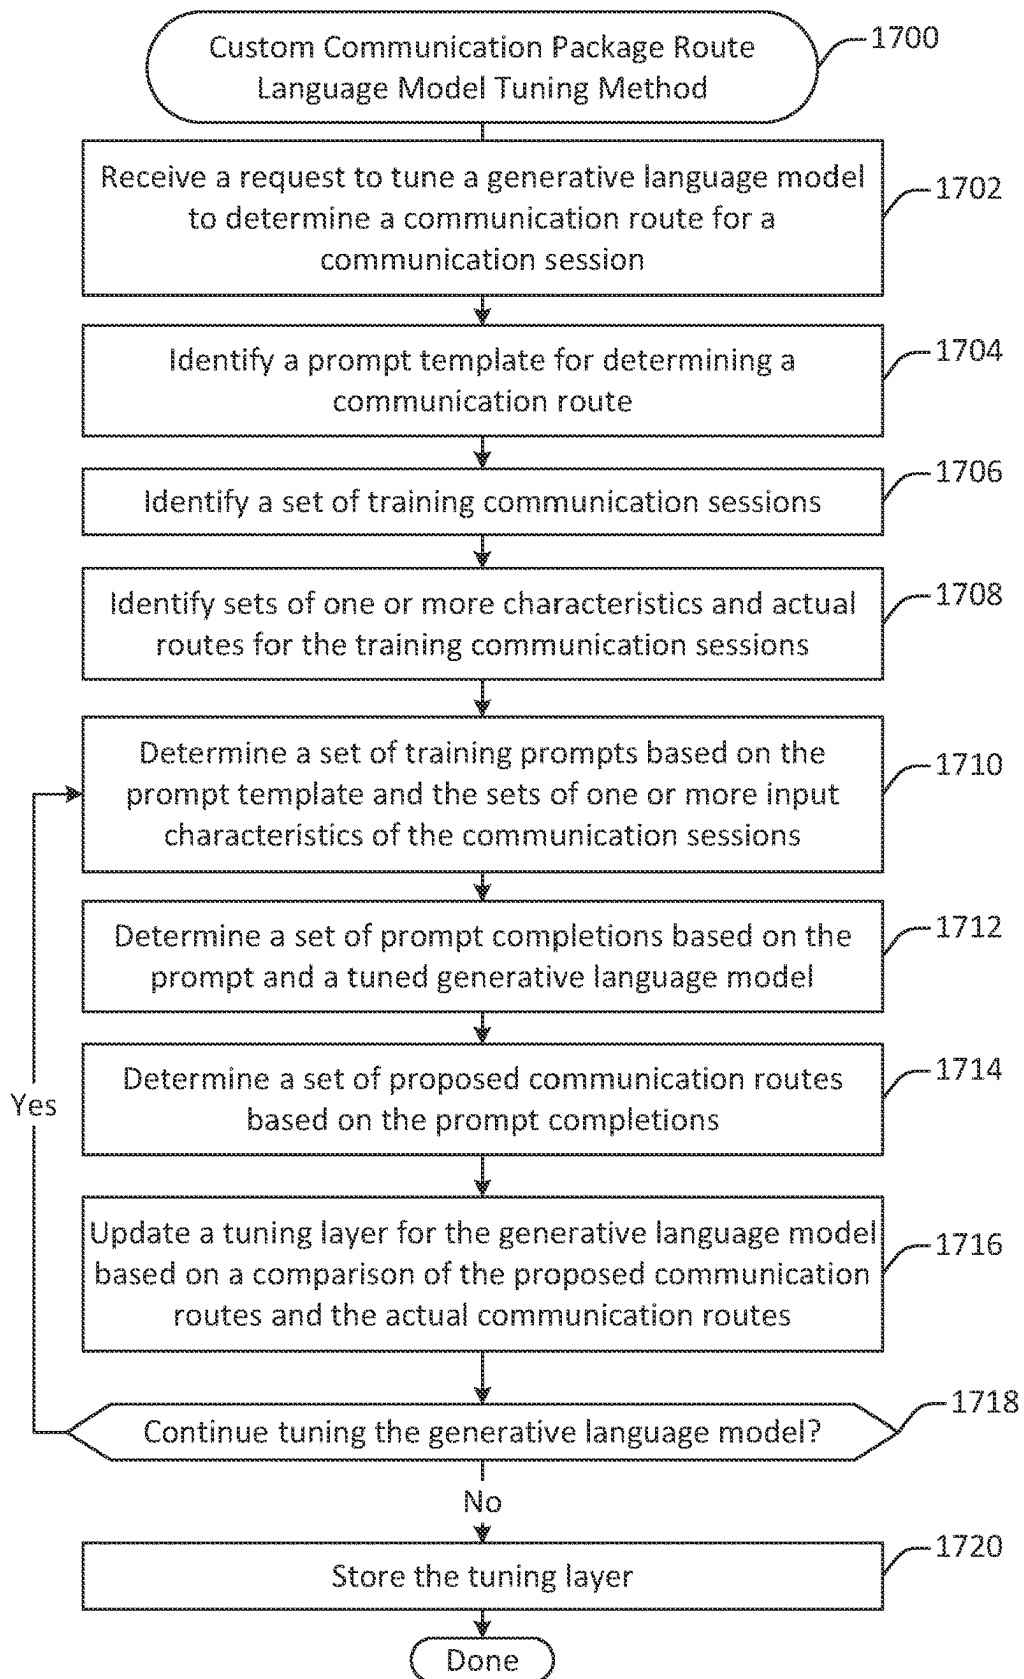 Custom Communication Package Route
Language Model Tuning Method
1700
Receive a request to tune a generative language model
to determine a communication route for a
communication session
1702
Identify a prompt template for determining a
communication route
1704
Identify a set of training communication sessions
1706
Identify sets of one or more characteristics and actual
routes for the training communication sessions
1708
Determine a set of training prompts based on the
prompt template and the sets of one or more input
characteristics of the communication sessions
1710
Determine a set of prompt completions based on the
prompt and a tuned generative language model
1712
Determine a set of proposed communication routes
based on the prompt completions
1714
Yes
Update a tuning layer for the generative language model
based on a comparison of the proposed communication
routes and the actual communication routes
1716
Continue tuning the generative language model?
1718
No
Store the tuning layer
1720
Done